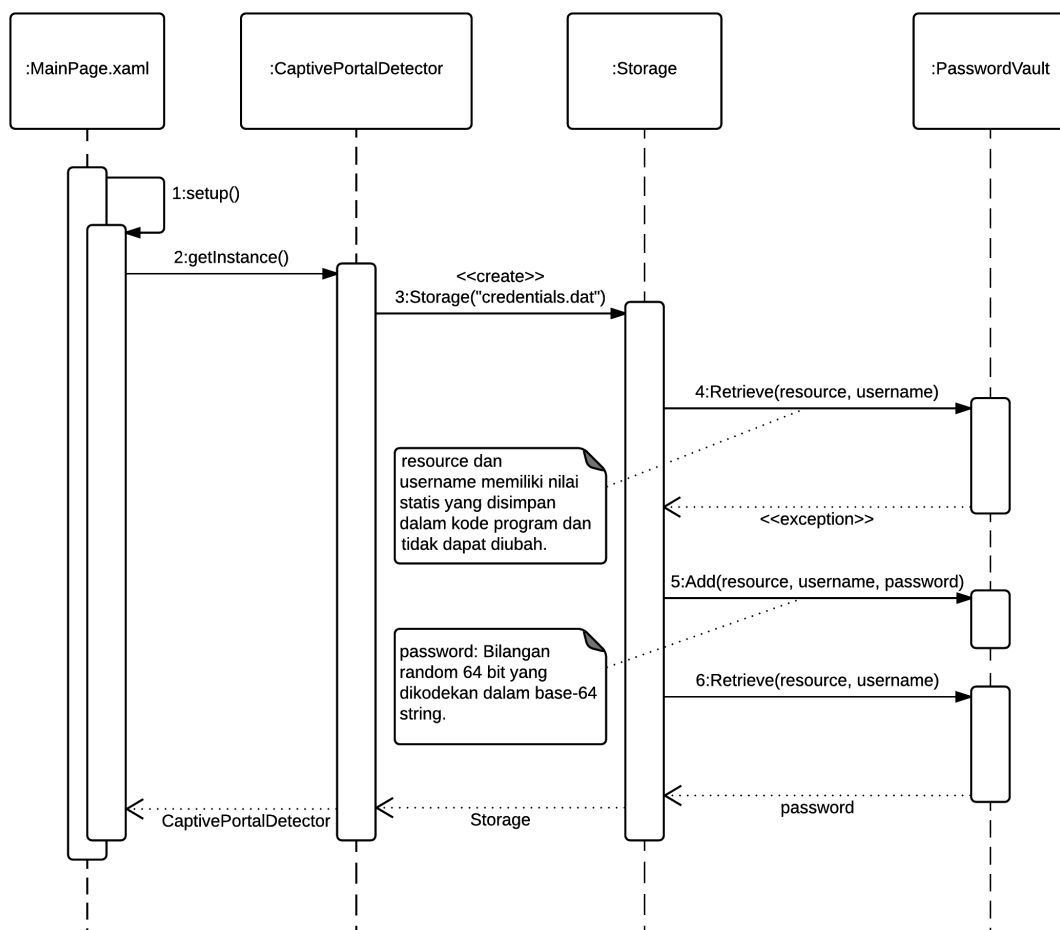 :MainPage.xaml
:CaptivePortalDetector
:Storage
:PasswordVault
1:setup()
2:getInstance()
<<create>>
3:Storage("credentials.dat")
4:Retrieve(resource, username)
resource dan
username memiliki nilai
statis yang disimpan
dalam kode program dan
tidak dapat diubah.
<<exception>>
5:Add(resource, username, password)
password: Bilangan
random 64 bit yang
dikodekan dalam base-64
string.
6:Retrieve(resource, username)
password
Storage
CaptivePortalDetector